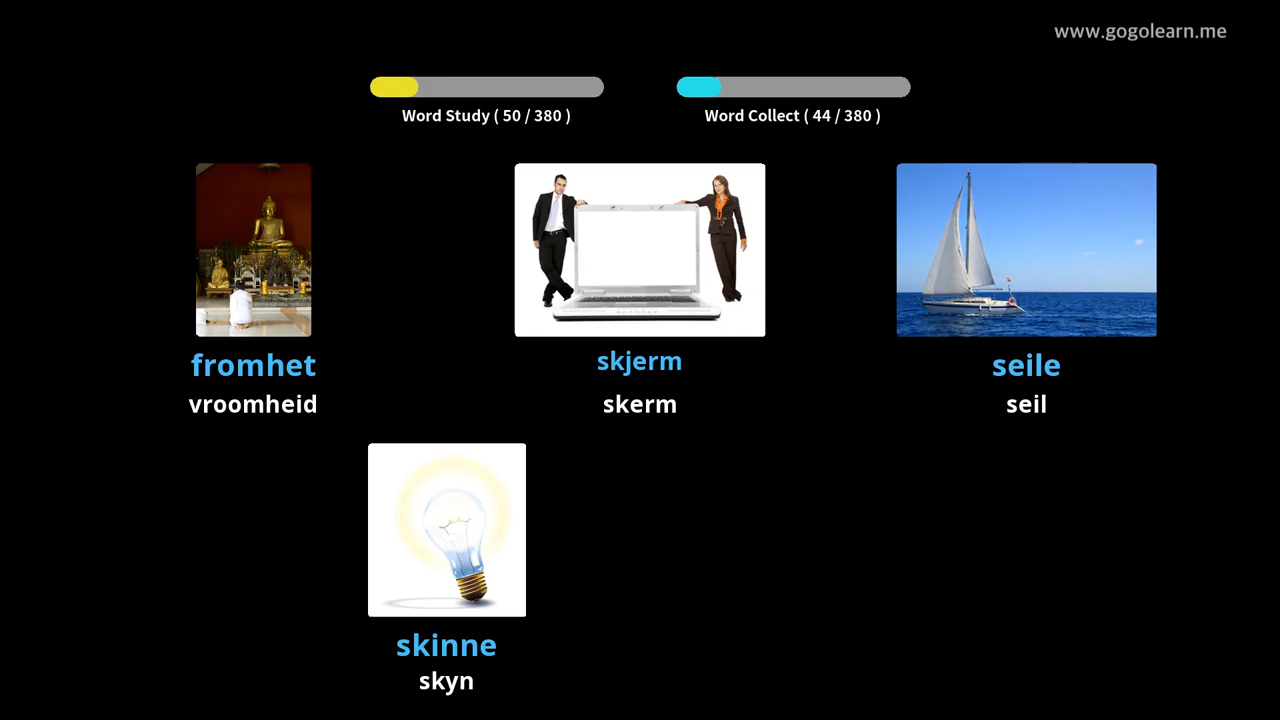 www.gogolearn.me
Word Study ( 50 / 380 )
Word Collect ( 44 / 380 )
fromhet
vroomheid
skjerm
skerm
seile
seil
skinne
skyn